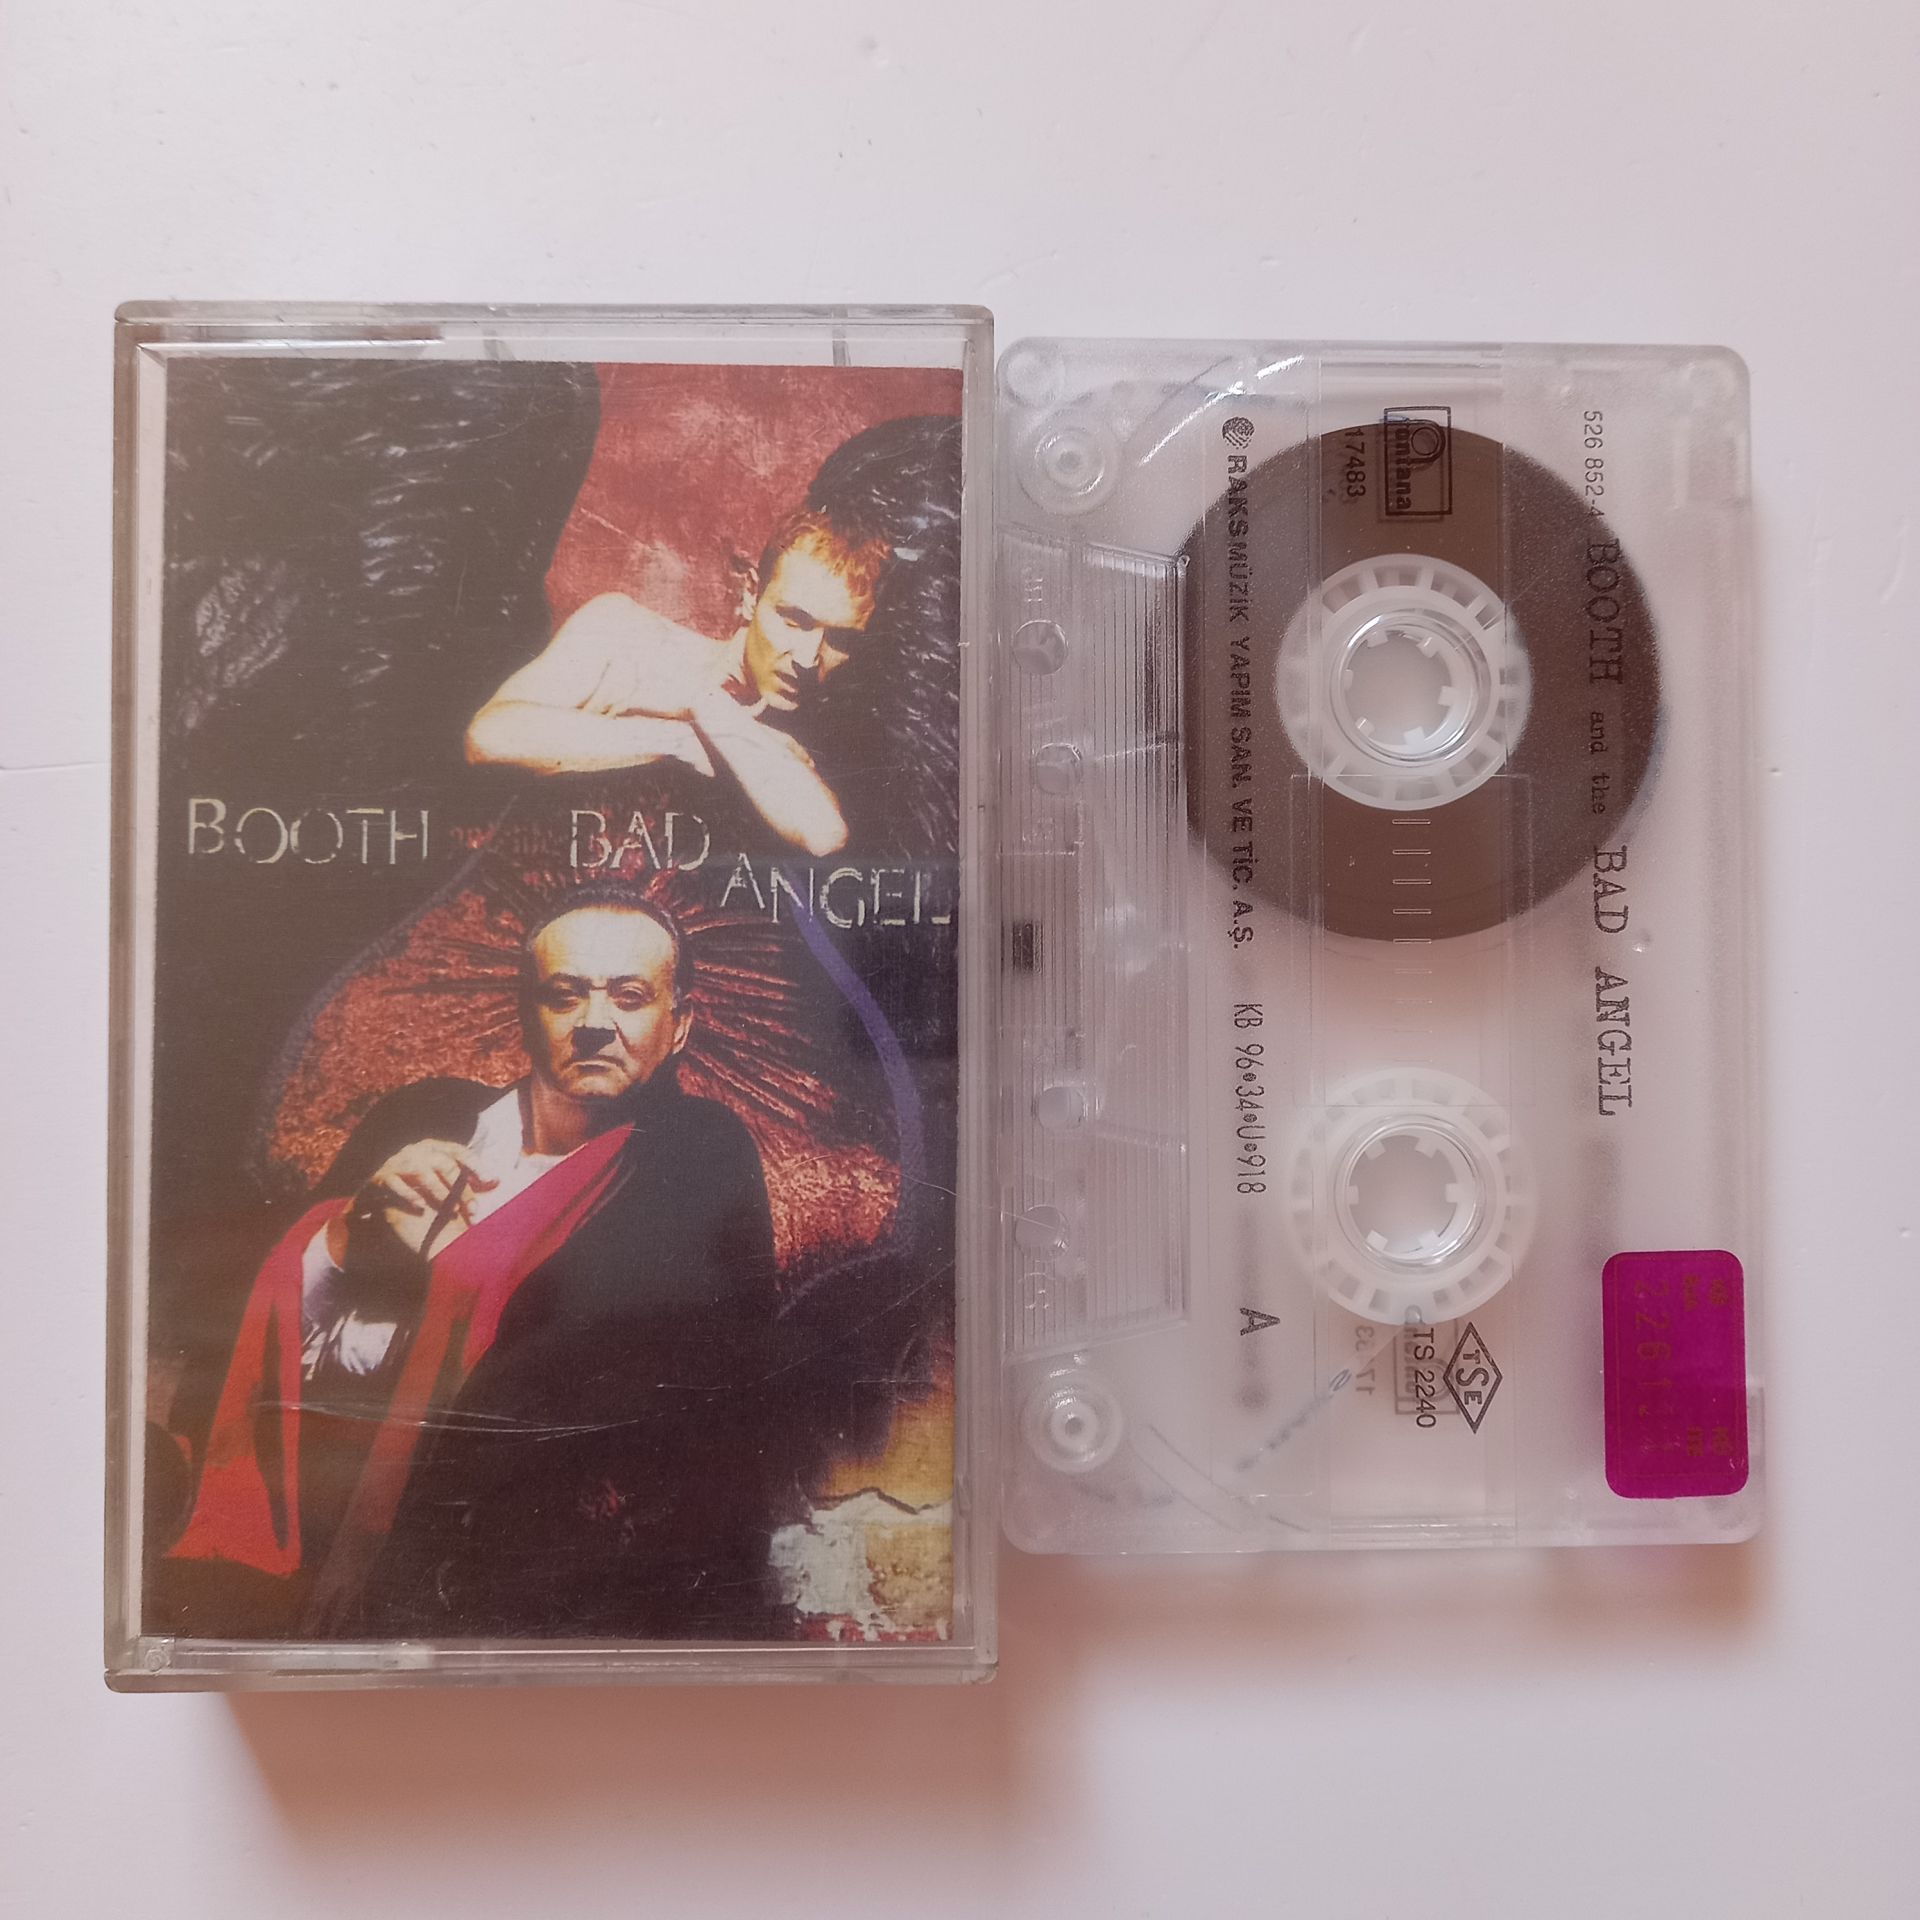 BOOTH BAD
ANGEL
526 852-4 BOOTH and the BAD ANGEL
fontana
17483
RAKS MÜZİK YAPIM SAN. VE TİC. A.Ş. KB 96•34•U•918 A
TSE
TS 2240